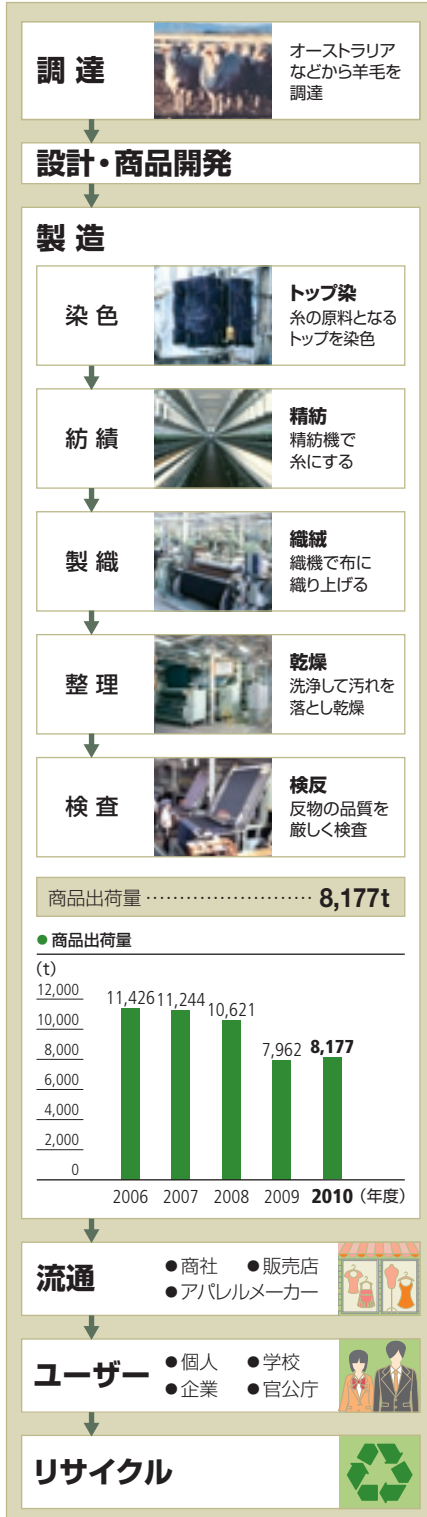 調達
オーストラリア
などから羊毛を
調達
設計・商品開発
製造
染色
トップ染
糸の原料となる
トップを染色
紡績
精紡
精紡機で
糸にする
製織
織絨
織機で布に
織り上げる
整理
乾燥
洗浄して汚れを
落とし乾燥
検査
検反
反物の品質を
厳しく検査
商品出荷量 ························ 8,177t
●商品出荷量
(t)
12,000
10,000
8,000
6,000
4,000
2,000
0
11,426 11,244 10,621 7,962 8,177
2006 2007 2008 2009 2010 (年度)
流通
●商社 ●販売店
●アパレルメーカー
ユーザー
●個人 ●学校
●企業 ●官公庁
リサイクル